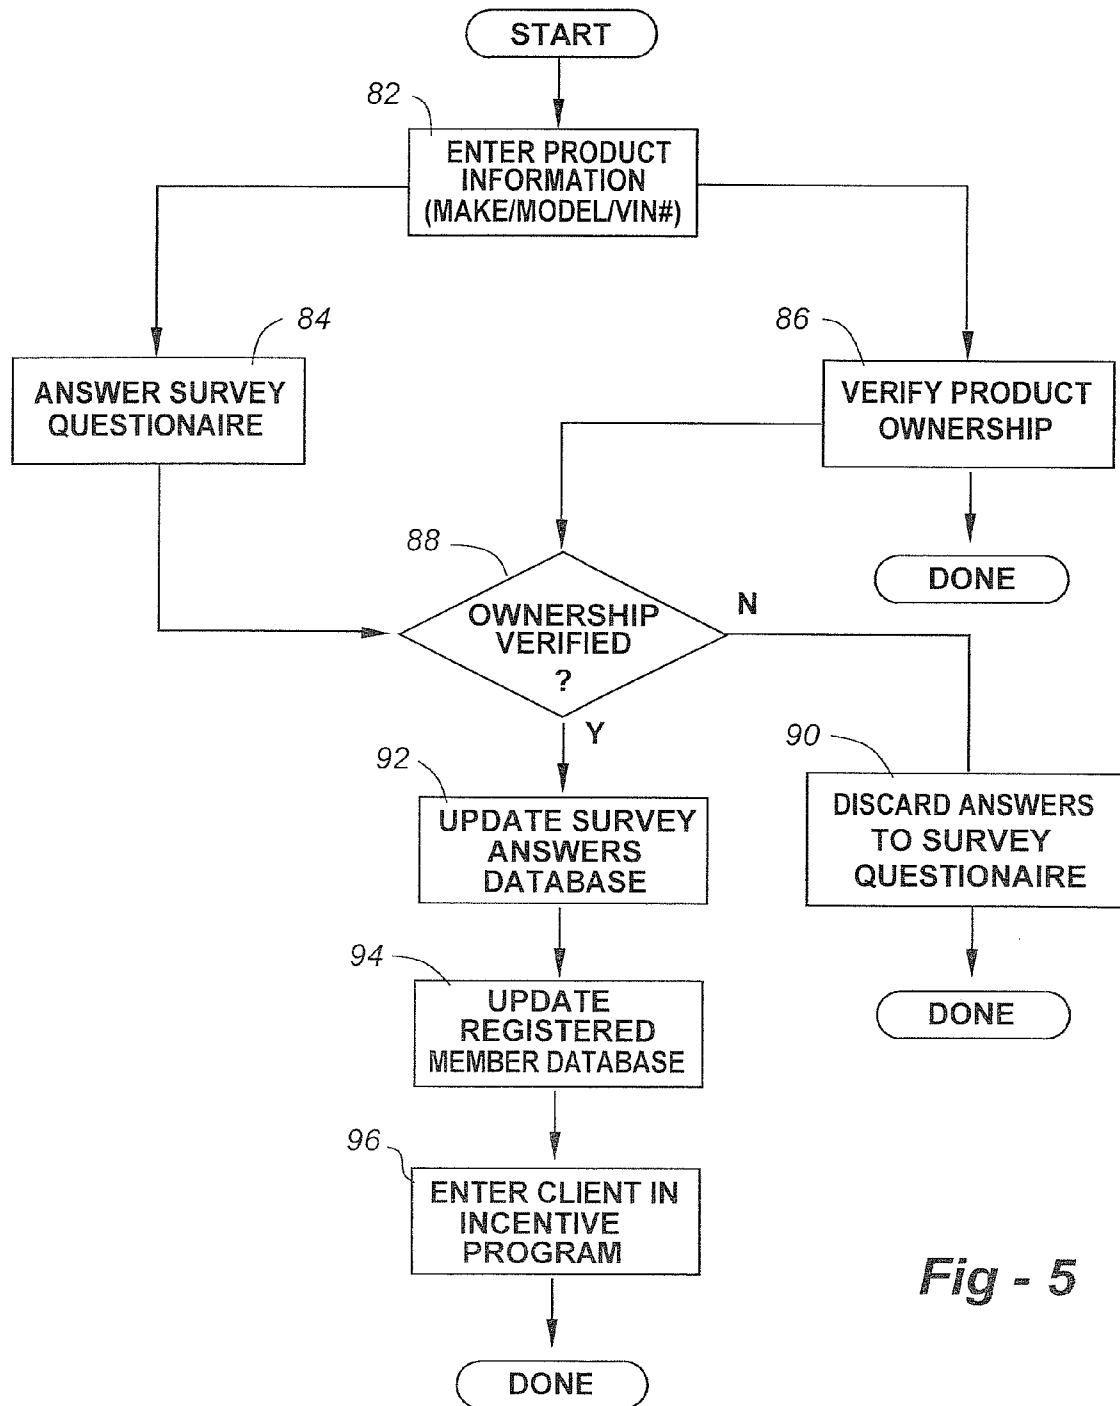 START
82
ENTER PRODUCT
INFORMATION
(MAKE/MODEL/VIN#)
84
ANSWER SURVEY
QUESTIONAIRE
86
VERIFY PRODUCT
OWNERSHIP
DONE
88
OWNERSHIP
VERIFIED
?
N
Y
90
DISCARD ANSWERS
TO SURVEY
QUESTIONAIRE
DONE
92
UPDATE SURVEY
ANSWERS
DATABASE
94
UPDATE
REGISTERED
MEMBER DATABASE
96
ENTER CLIENT IN
INCENTIVE
PROGRAM
DONE
Fig - 5